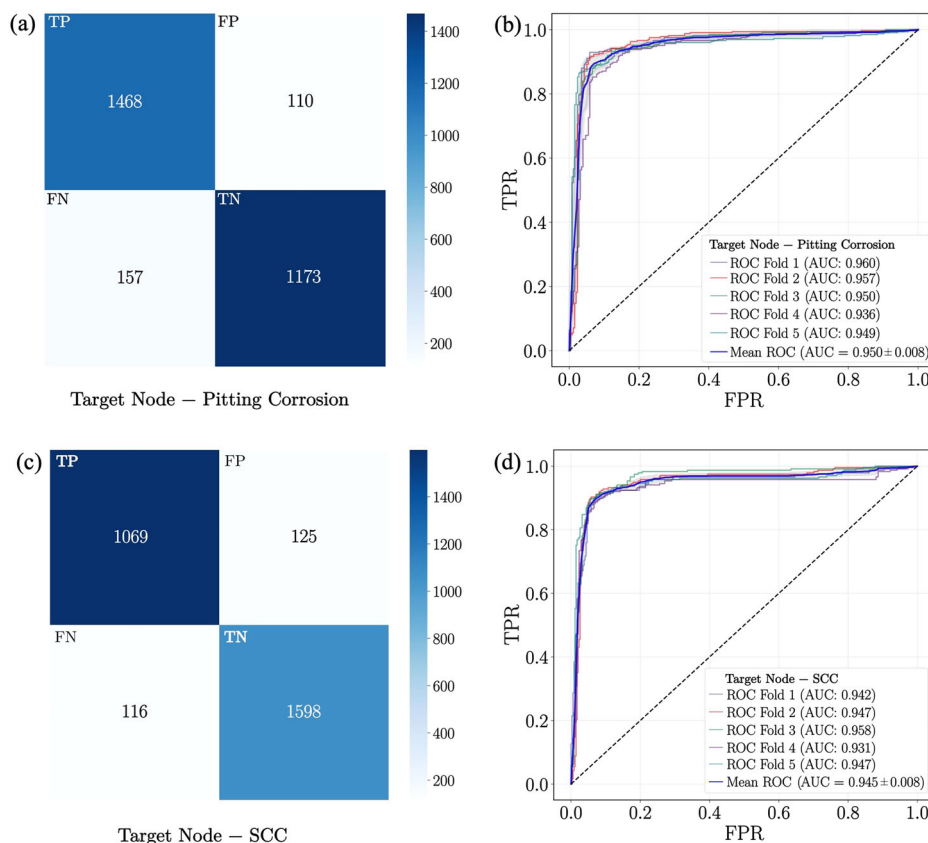 (a)
TP
FP
1468
110
FN
TN
157
1173
1400
1200
1000
800
600
400
200
Target Node – Pitting Corrosion
(b)
1.0
0.8
0.6
0.4
0.2
0.0
TPR
Target Node – Pitting Corrosion
ROC Fold 1 (AUC: 0.960)
ROC Fold 2 (AUC: 0.957)
ROC Fold 3 (AUC: 0.950)
ROC Fold 4 (AUC: 0.936)
ROC Fold 5 (AUC: 0.949)
Mean ROC (AUC = 0.950±0.008)
0.0 0.2 0.4 0.6 0.8 1.0
FPR
(c)
TP
FP
1069
125
FN
TN
116
1598
1400
1200
1000
800
600
400
200
Target Node – SCC
(d)
1.0
0.8
0.6
0.4
0.2
0.0
TPR
Target Node – SCC
ROC Fold 1 (AUC: 0.942)
ROC Fold 2 (AUC: 0.947)
ROC Fold 3 (AUC: 0.958)
ROC Fold 4 (AUC: 0.931)
ROC Fold 5 (AUC: 0.947)
Mean ROC (AUC = 0.945±0.008)
0.0 0.2 0.4 0.6 0.8 1.0
FPR